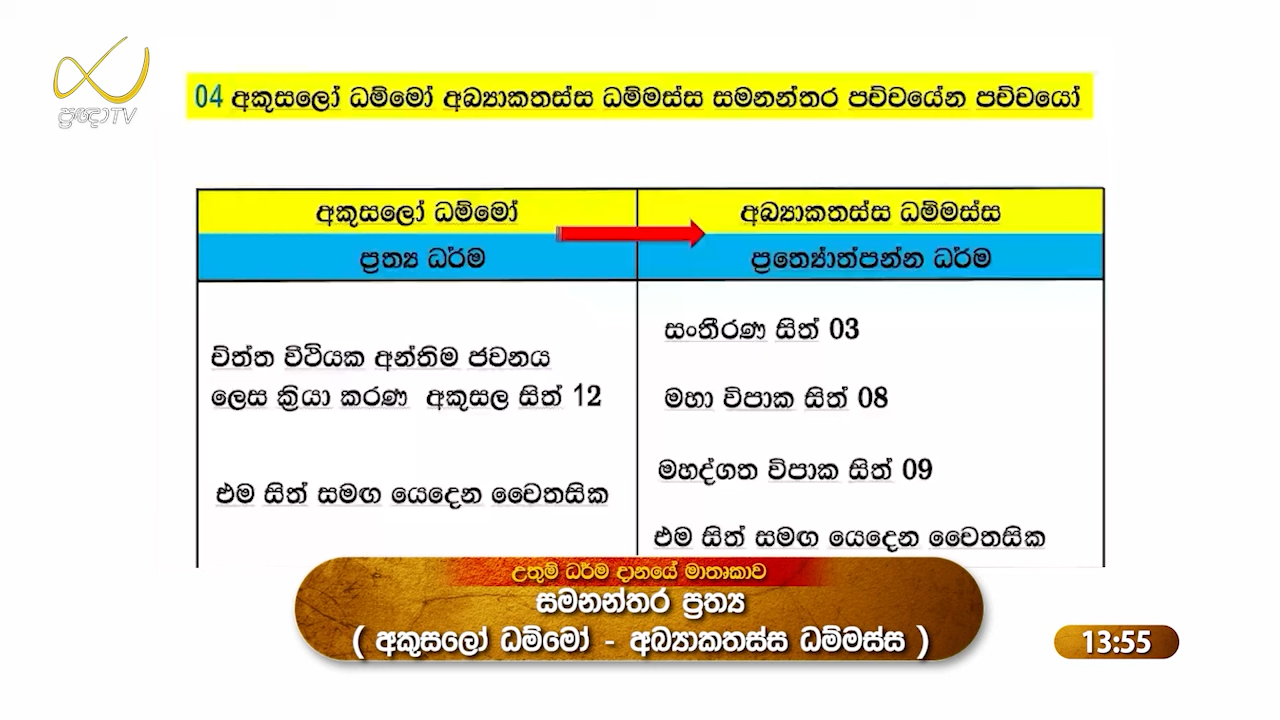 ප්‍රඥාTV
04 අකුසලෝ ධම්මෝ අබ්‍යාකතස්ස ධම්මස්ස සමනන්තර පච්චයේන පච්චයෝ
අකුසලෝ ධම්මෝ
අබ්‍යාකතස්ස ධම්මස්ස
ප්‍රත්‍ය ධර්ම
ප්‍රත්‍යෝත්පන්න ධර්ම
චිත්ත වීථියක අන්තිම ජවනය
ලෙස ක්‍රියා කරණ අකුසල සිත් 12
එම සිත් සමඟ යෙදෙන චෛතසික
සංතීරණ සිත් 03
මහා විපාක සිත් 08
මහද්ගත විපාක සිත් 09
එම සිත් සමඟ යෙදෙන චෛතසික
උතුම් ධර්ම දානයේ මාතෘකාව
සමනන්තර ප්‍රත්‍ය
( අකුසලෝ ධම්මෝ - අබ්‍යාකතස්ස ධම්මස්ස )
13:55